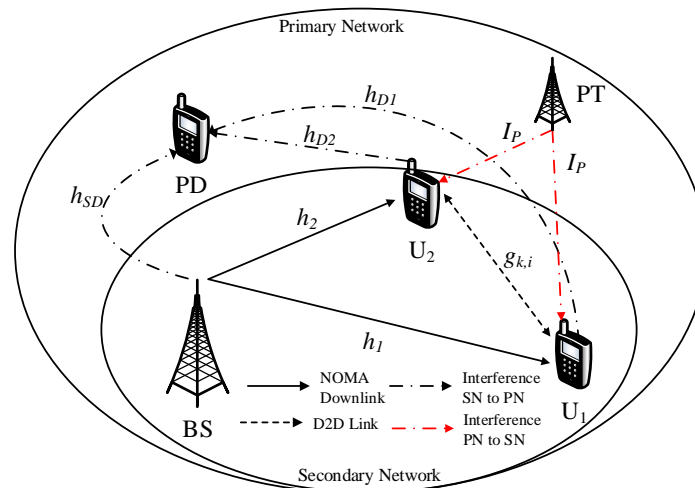 Primary Network
PT
h_{D1}
I_P
I_P
h_{D2}
PD
h_{SD}
h_2
U_2
g_{k,i}
h_1
U_1
BS
NOMA
Downlink
Interference
SN to PN
D2D Link
Interference
PN to SN
Secondary Network